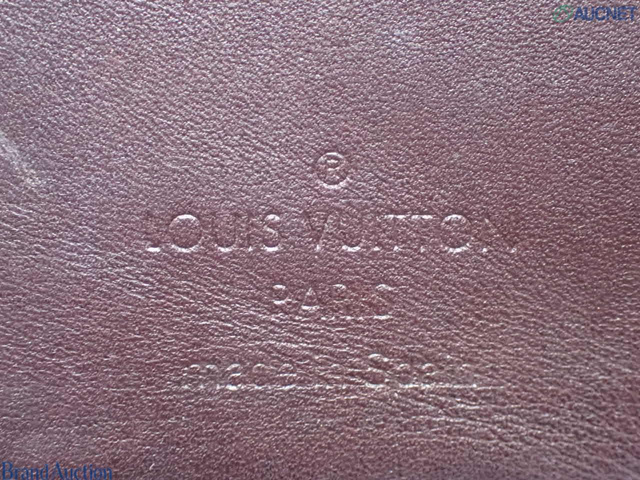 AUCNET
®
LOUIS VUITTON
PARIS
made in Spain
Brand Auction